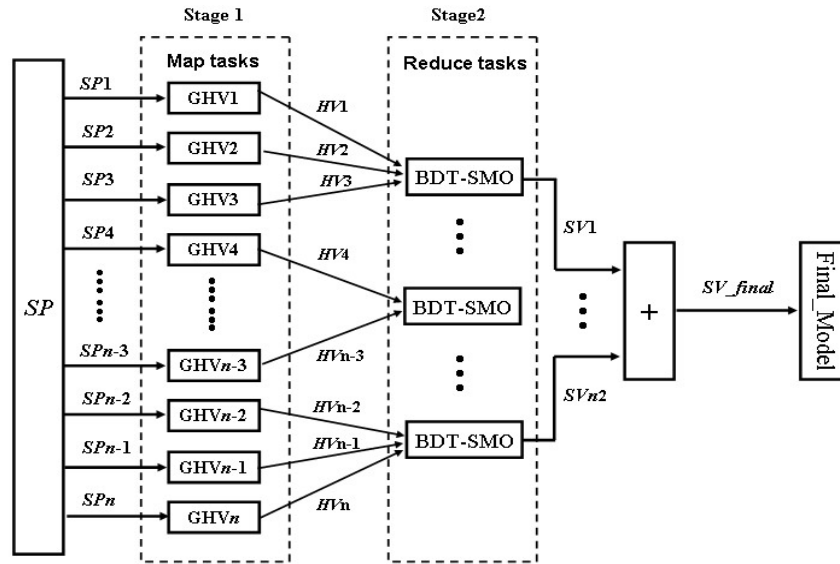 Stage 1
Stage2
Map tasks
Reduce tasks
SP
SP1
GHV1
HV1
SP2
GHV2
HV2
SP3
GHV3
HV3
BDT-SMO
SP4
GHV4
HV4
SV1
BDT-SMO
+
SV_final
Final_Model
SPn-3
GHVn-3
HVn-3
SPn-2
GHVn-2
HVn-2
SVn2
SPn-1
GHVn-1
HVn-1
BDT-SMO
SPn
GHVn
HVn